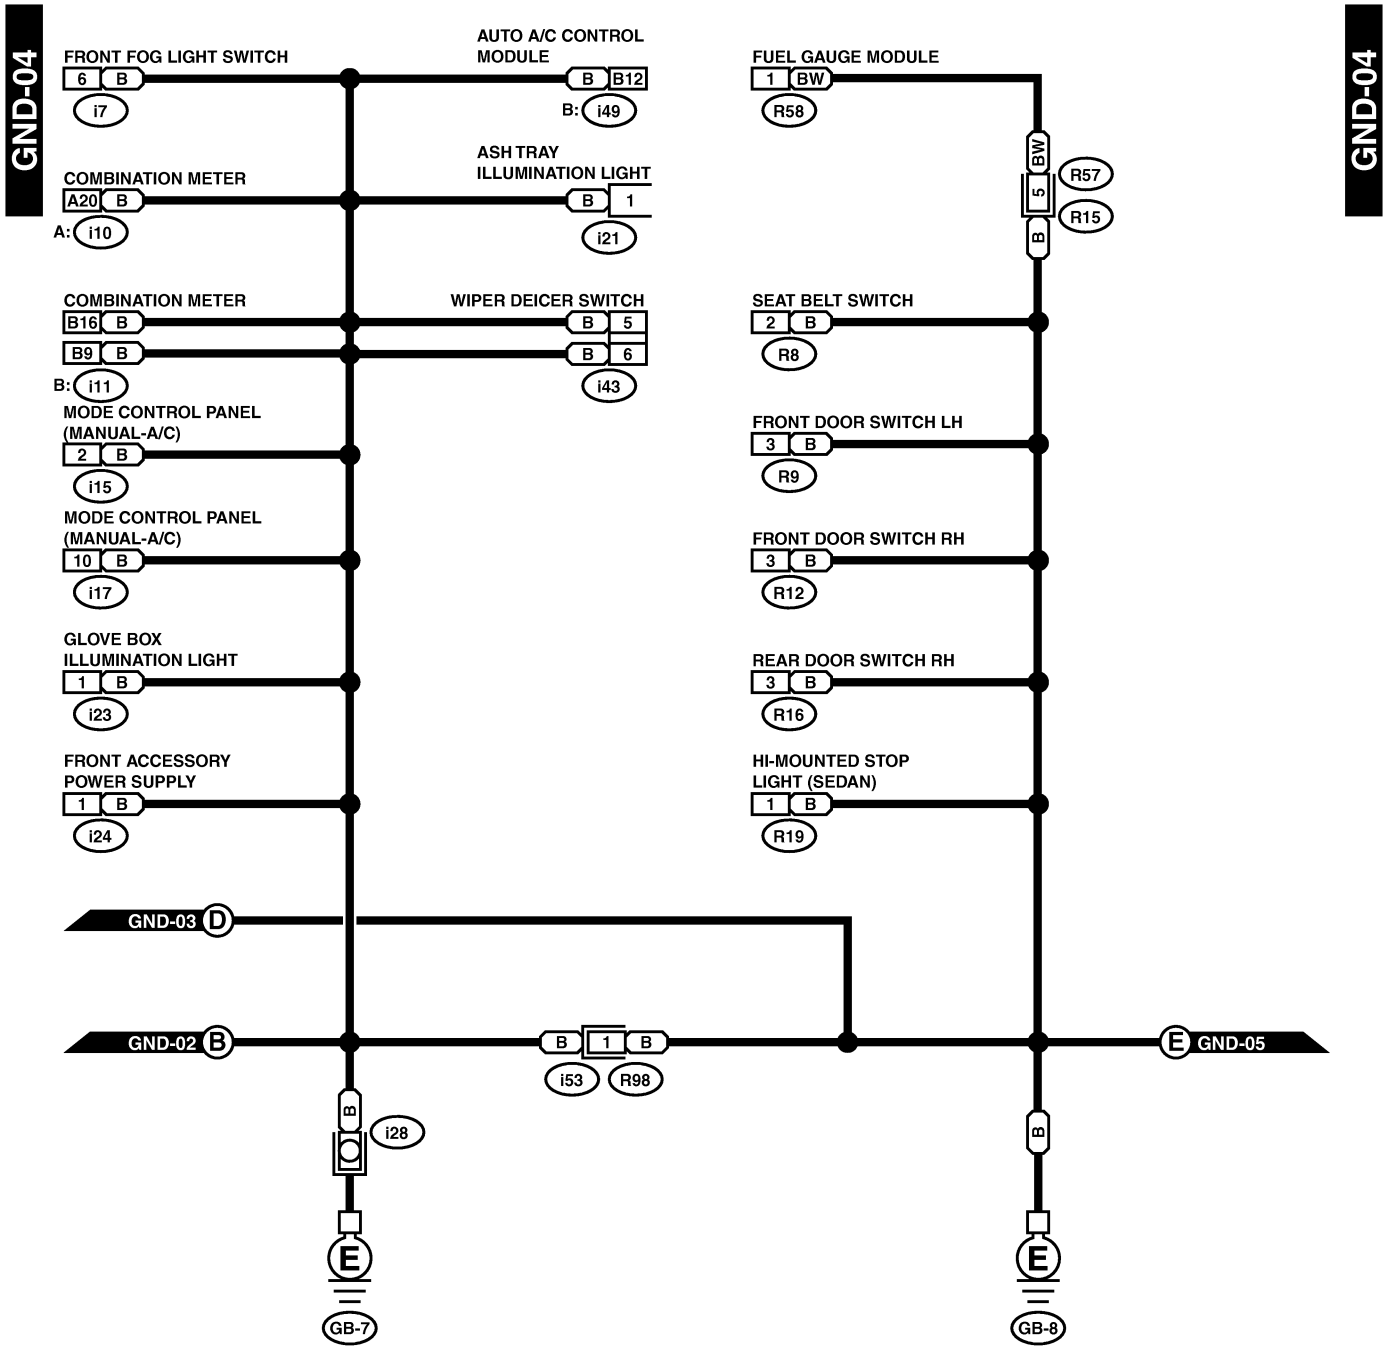 GND-04
GND-04
FRONT FOG LIGHT SWITCH
6 B
i7
COMBINATION METER
A20 B
A: i10
COMBINATION METER
B16 B
B9 B
B: i11
MODE CONTROL PANEL
(MANUAL-A/C)
2 B
i15
MODE CONTROL PANEL
(MANUAL-A/C)
10 B
i17
GLOVE BOX
ILLUMINATION LIGHT
1 B
i23
FRONT ACCESSORY
POWER SUPPLY
1 B
i24
AUTO A/C CONTROL
MODULE
B B12
B: i49
ASH TRAY
ILLUMINATION LIGHT
B 1
i21
WIPER DEICER SWITCH
B 5
B 6
i43
FUEL GAUGE MODULE
1 BW
R58
BW
R57
5
R15
B
SEAT BELT SWITCH
2 B
R8
FRONT DOOR SWITCH LH
3 B
R9
FRONT DOOR SWITCH RH
3 B
R12
REAR DOOR SWITCH RH
3 B
R16
HI-MOUNTED STOP
LIGHT (SEDAN)
1 B
R19
GND-03 D
GND-02 B
B 1 B
i53 R98
E GND-05
B
i28
E
GB-7
B
E
GB-8